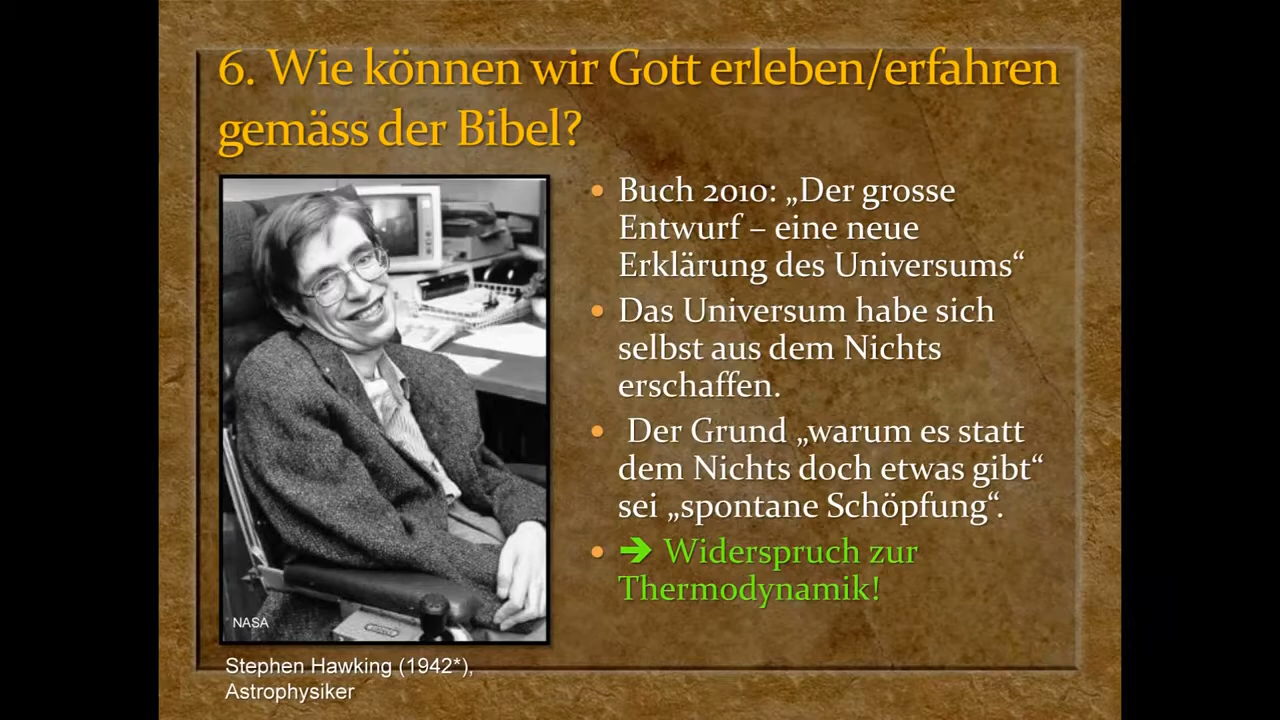 6. Wie können wir Gott erleben/erfahren
gemäss der Bibel?
• Buch 2010: „Der grosse
Entwurf – eine neue
Erklärung des Universums“
• Das Universum habe sich
selbst aus dem Nichts
erschaffen.
• Der Grund „warum es statt
dem Nichts doch etwas gibt“
sei „spontane Schöpfung“.
• ➔ Widerspruch zur
Thermodynamik!
NASA
Stephen Hawking (1942*),
Astrophysiker